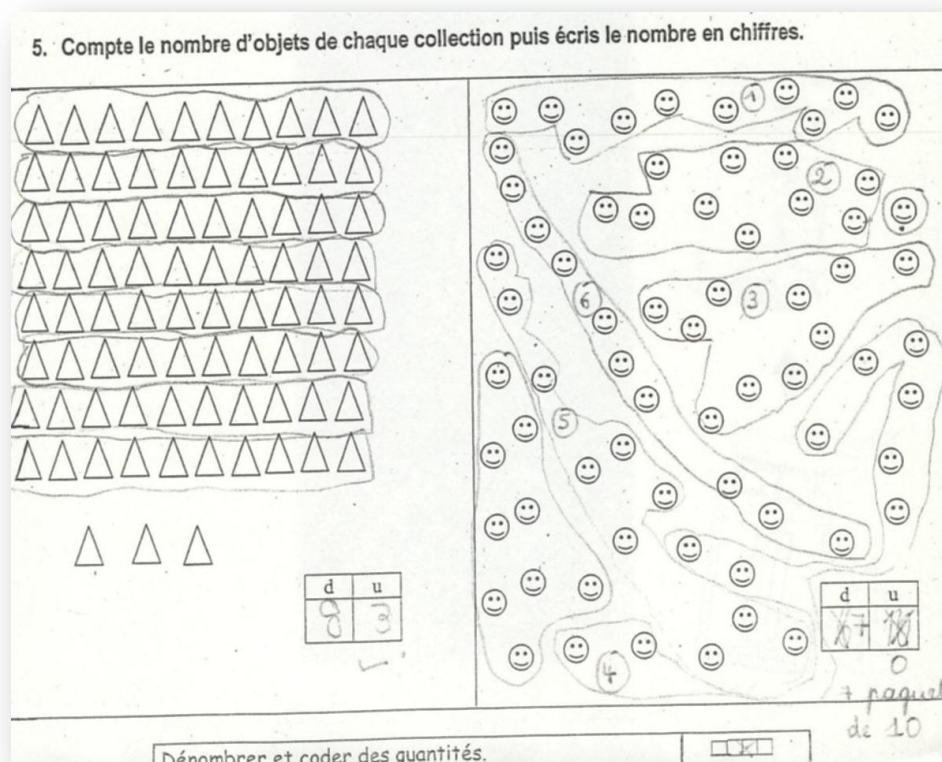 5. Compte le nombre d'objets de chaque collection puis écris le nombre en chiffres.
1
2
3
6
5
4
d u
8 3
d u
7
0
7 paquet
de 10
Dénombrer et coder des quantités.